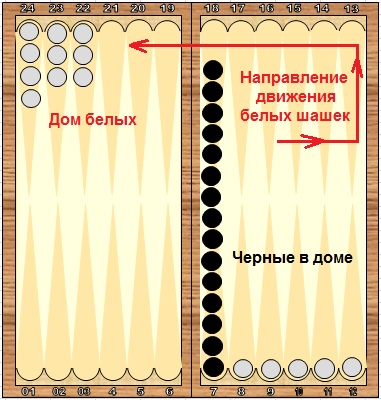 24 23 22 21 20 19 18 17 16 15 14 13
Направление
движения
белых шашек
Дом белых
Черные в доме
01 02 03 4 5 6 7 8 9 10 11 12